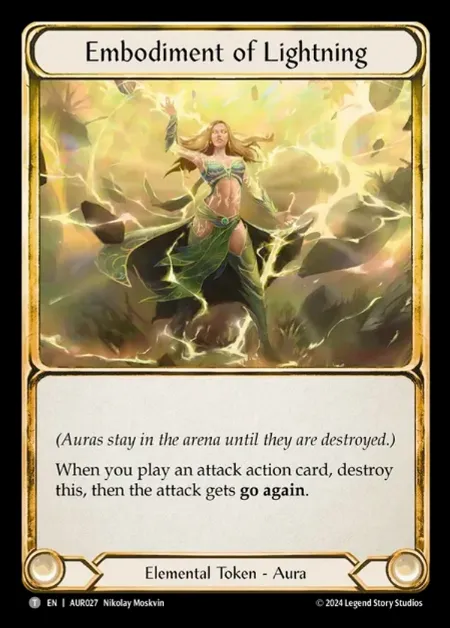 Embodiment of Lightning
(Auras stay in the arena until they are destroyed.)
When you play an attack action card, destroy
this, then the attack gets go again.
Elemental Token - Aura
T EN | AUR027 Nikolay Moskvin © 2024 Legend Story Studios